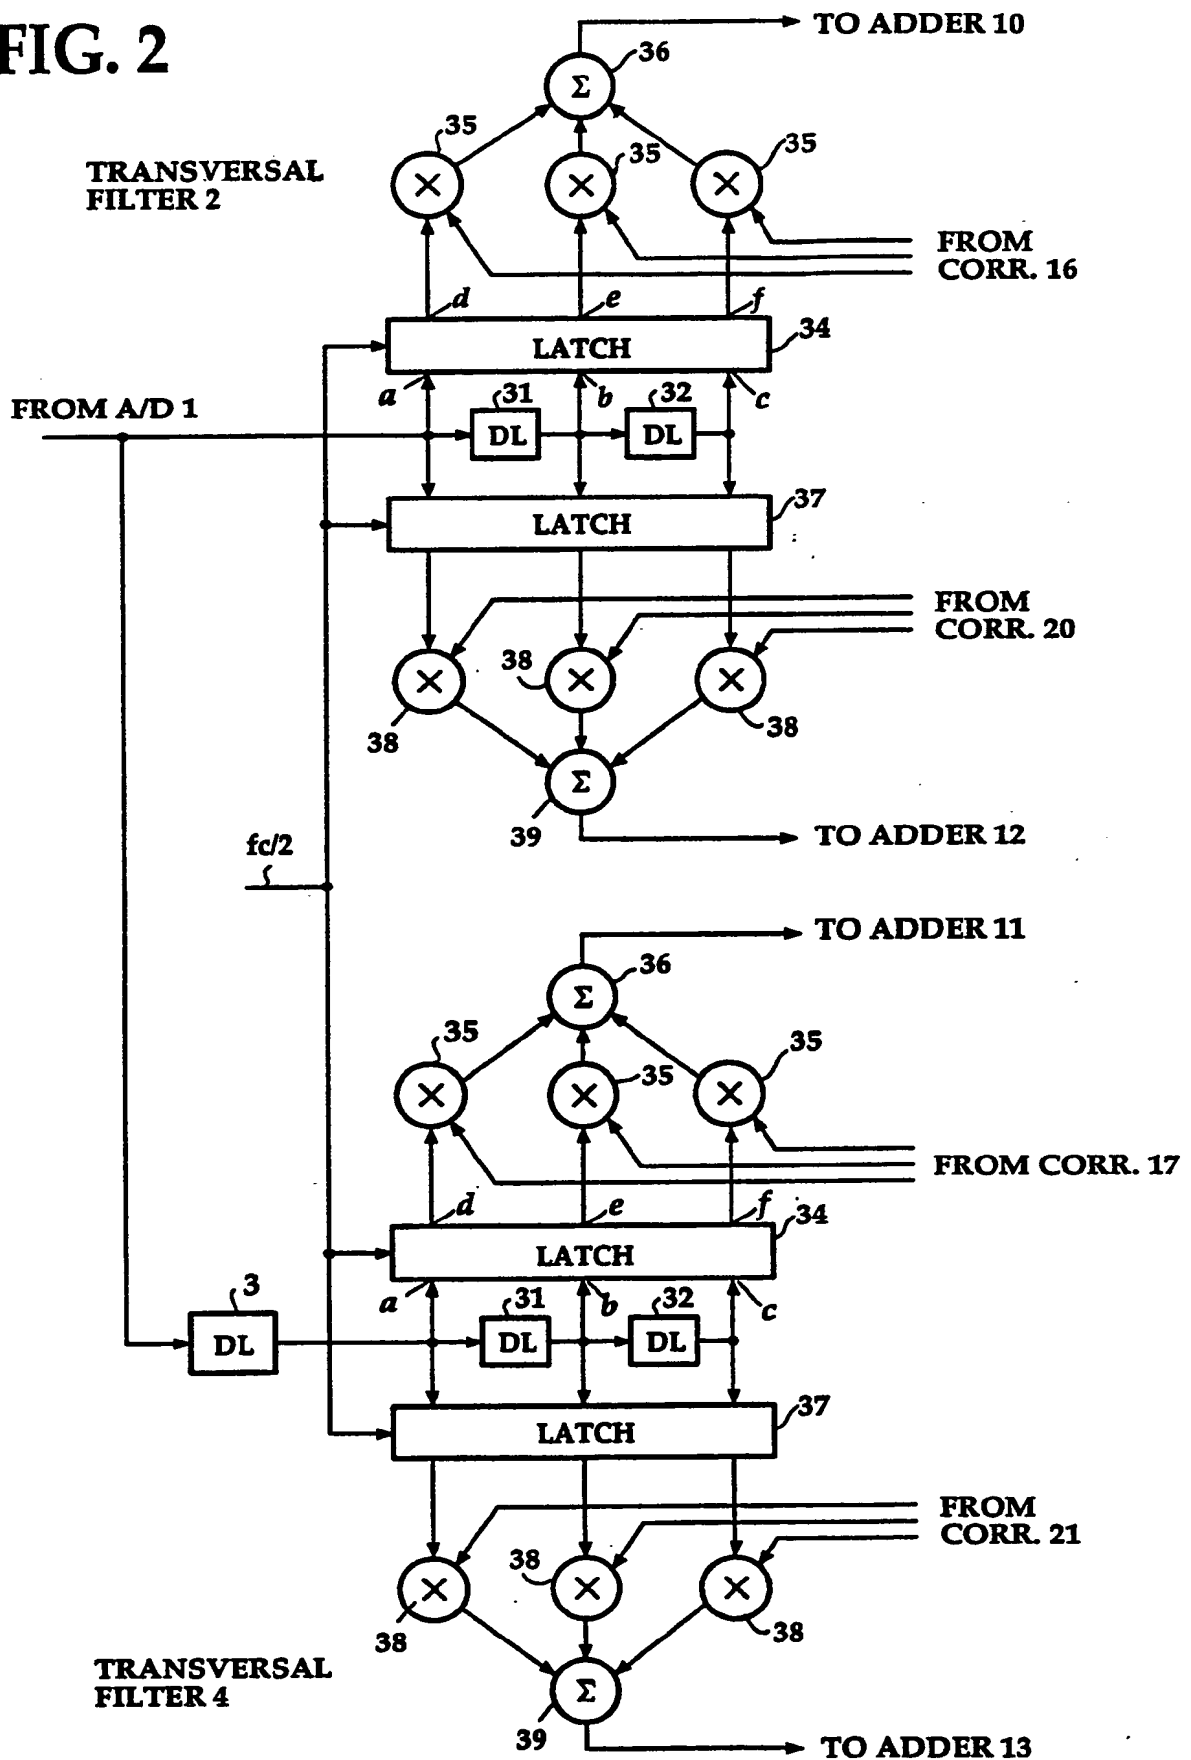 FIG. 2
TO ADDER 10
36
Σ
35
35
35
TRANSVERSAL
FILTER 2
FROM
CORR. 16
d
e
f
34
LATCH
a
b
c
FROM A/D 1
31
32
DL
DL
37
LATCH
FROM
CORR. 20
38
38
38
Σ
39
TO ADDER 12
fc/2
TO ADDER 11
36
Σ
35
35
35
FROM CORR. 17
d
e
f
34
LATCH
a
b
c
3
31
32
DL
DL
DL
37
LATCH
FROM
CORR. 21
38
38
38
TRANSVERSAL
FILTER 4
Σ
39
TO ADDER 13